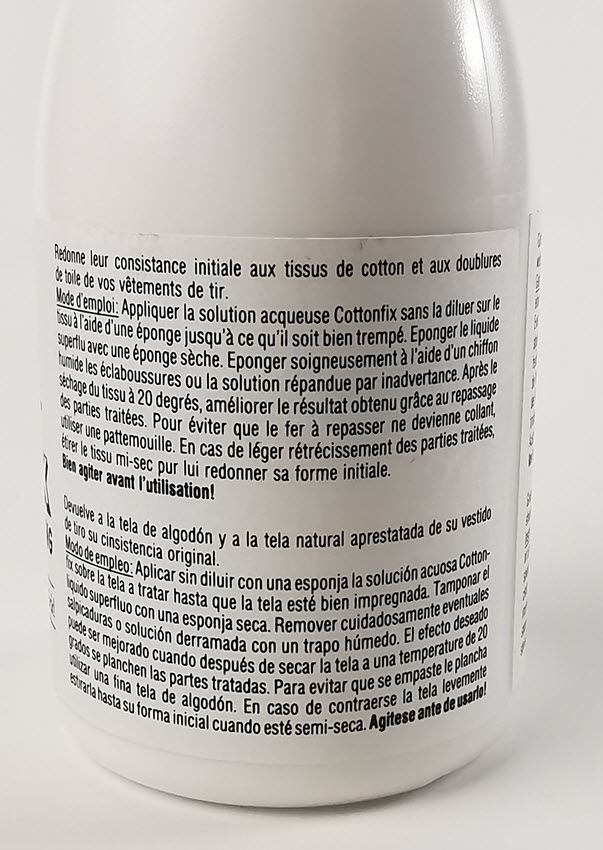 Redonne leur consistance initiale aux tissus de cotton et aux doublures
de toile de vos vêtements de tir.
Mode d'emploi: Appliquer la solution acqueuse Cottonfix sans la diluer sur le
tissu à l'aide d'une éponge jusqu'à ce qu'il soit bien trempé. Eponger le liquide
superflu avec une éponge sèche. Eponger soigneusement à l'aide d'un chiffon
humide les éclaboussures ou la solution répandue par inadvertance. Après le
séchage du tissu à 20 degrés, améliorer le résultat obtenu grâce au repassage
des parties traitées. Pour éviter que le fer à repasser ne devienne collant,
utiliser une pattemouille. En cas de léger rétrécissement des parties traitées,
étirer le tissu mi-sec pur lui redonner sa forme initiale.
Bien agiter avant l'utilisation!
Devuelve a la tela de algodón y a la tela natural aprestatada de su vestido
de tiro su cinsistencia original.
Modo de empleo: Aplicar sin diluir con una esponja la solución acuosa Cotton-
fix sobre la tela a tratar hasta que la tela esté bien impregnada. Tamponar el
liquido superfluo con una esponja seca. Remover cuidadosamente eventuales
salpicaduras o solución derramada con un trapo húmedo. El efecto deseado
puede ser mejorado cuando después de secar la tela a una temperature de 20
grados se planchen las partes tratadas. Para evitar que se empaste le plancha
utilizar una fina tela de algodón. En caso de contraerse la tela levemente
estirarla hasta su forma inicial cuando esté semi-seca. Agitese ante de usarlo!